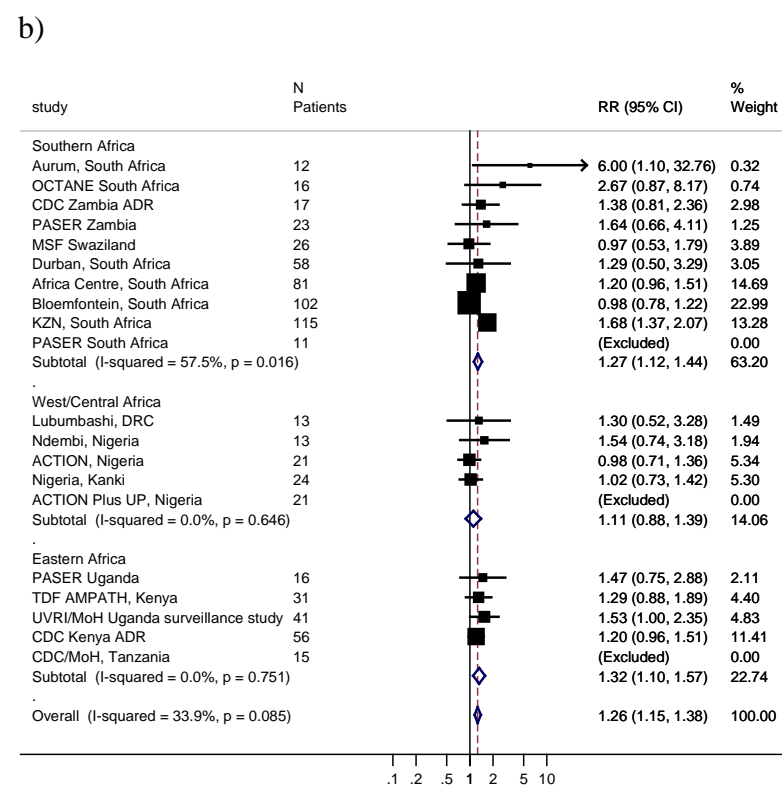 b)
N %
study Patients RR (95% CI) Weight
Southern Africa
Aurum, South Africa 12 6.00 (1.10, 32.76) 0.32
OCTANE South Africa 16 2.67 (0.87, 8.17) 0.74
CDC Zambia ADR 17 1.38 (0.81, 2.36) 2.98
PASER Zambia 23 1.64 (0.66, 4.11) 1.25
MSF Swaziland 26 0.97 (0.53, 1.79) 3.89
Durban, South Africa 58 1.29 (0.50, 3.29) 3.05
Africa Centre, South Africa 81 1.20 (0.96, 1.51) 14.69
Bloemfontein, South Africa 102 0.98 (0.78, 1.22) 22.99
KZN, South Africa 115 1.68 (1.37, 2.07) 13.28
PASER South Africa 11 (Excluded) 0.00
Subtotal (I-squared = 57.5%, p = 0.016) 1.27 (1.12, 1.44) 63.20
.
West/Central Africa
Lubumbashi, DRC 13 1.30 (0.52, 3.28) 1.49
Ndembi, Nigeria 13 1.54 (0.74, 3.18) 1.94
ACTION, Nigeria 21 0.98 (0.71, 1.36) 5.34
Nigeria, Kanki 24 1.02 (0.73, 1.42) 5.30
ACTION Plus UP, Nigeria 21 (Excluded) 0.00
Subtotal (I-squared = 0.0%, p = 0.646) 1.11 (0.88, 1.39) 14.06
.
Eastern Africa
PASER Uganda 16 1.47 (0.75, 2.88) 2.11
TDF AMPATH, Kenya 31 1.29 (0.88, 1.89) 4.40
UVRI/MoH Uganda surveillance study 41 1.53 (1.00, 2.35) 4.83
CDC Kenya ADR 56 1.20 (0.96, 1.51) 11.41
CDC/MoH, Tanzania 15 (Excluded) 0.00
Subtotal (I-squared = 0.0%, p = 0.751) 1.32 (1.10, 1.57) 22.74
.
Overall (I-squared = 33.9%, p = 0.085) 1.26 (1.15, 1.38) 100.00
.1 .2 .5 1 2 5 10